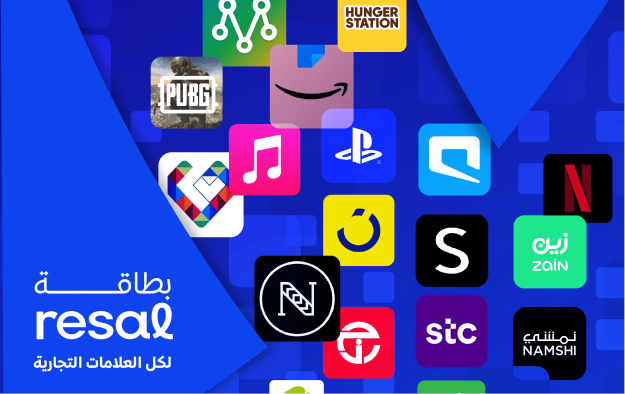 HUNGER
STATION
PUBG
S
N
زين
zain
stc
نمشي
NAMSHI
N
بطاقة
resal
لكل العلامات التجارية